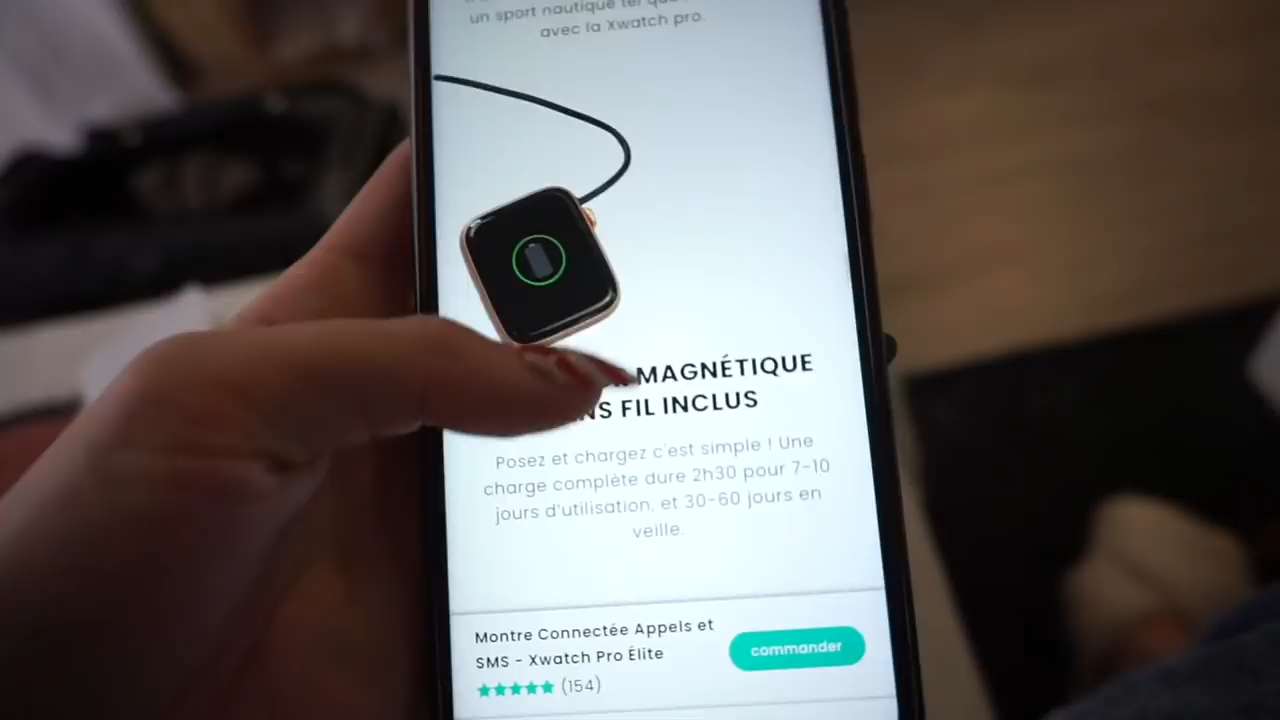 un sport nautique tel
avec la Xwatch pro.
MAGNÉTIQUE
FIL INCLUS
Posez et chargez c'est simple ! Une
charge complète dure 2h30 pour 7-10
jours d'utilisation, et 30-60 jours en
veille.
Montre Connectée Appels et
SMS - Xwatch Pro Élite
commander
(154)